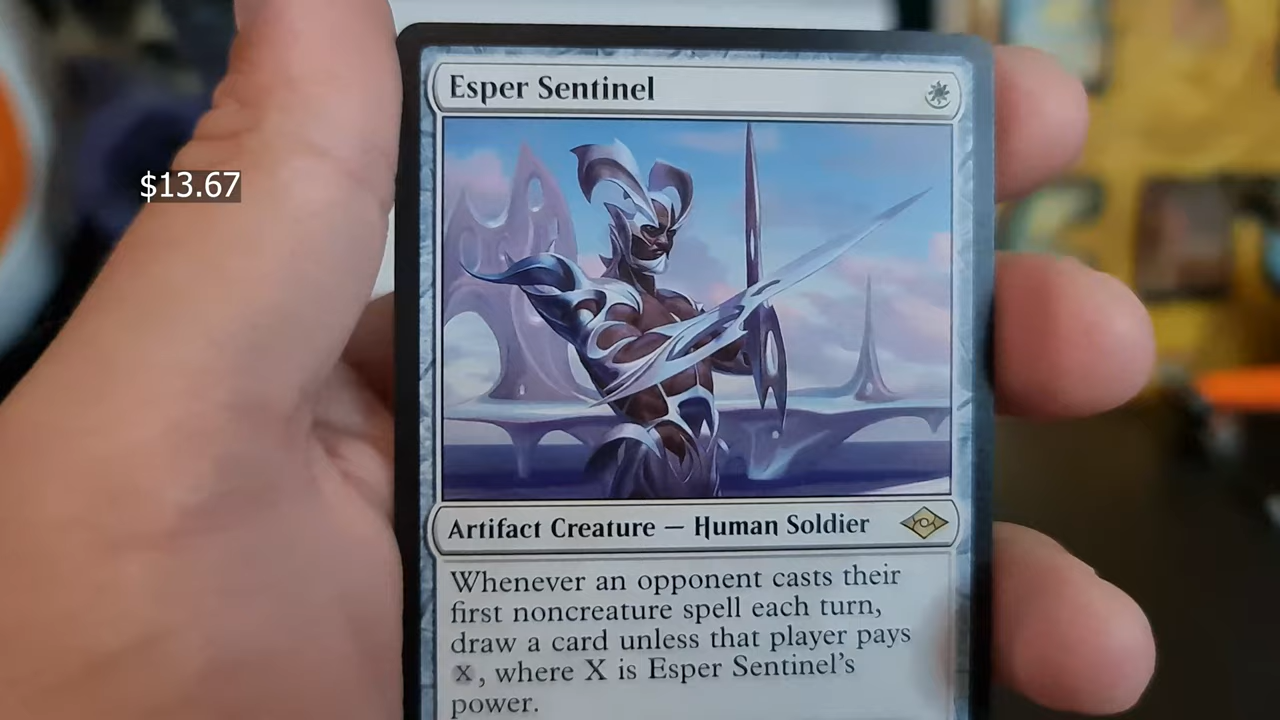 Esper Sentinel
$13.67
Artifact Creature — Human Soldier
Whenever an opponent casts their
first noncreature spell each turn,
draw a card unless that player pays
X, where X is Esper Sentinel's
power.